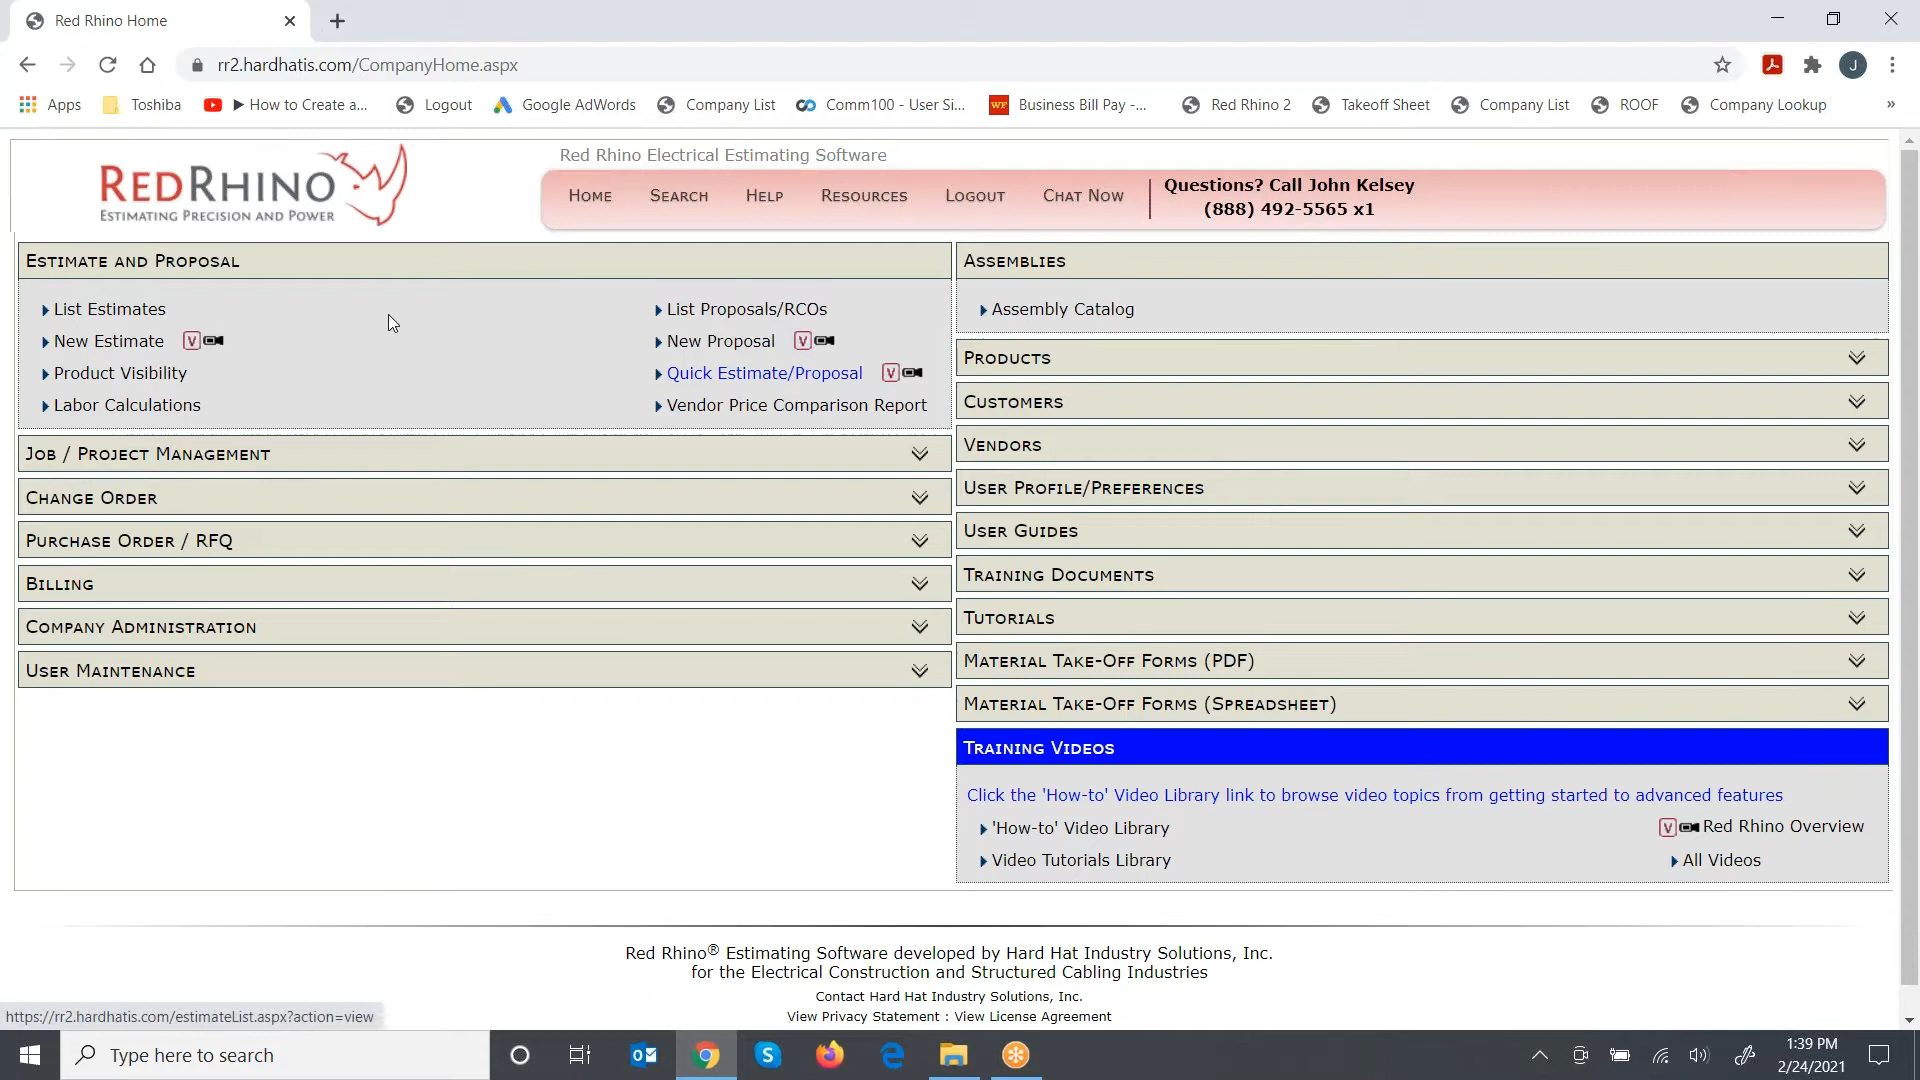 Red Rhino Home
rr2.hardhatis.com/CompanyHome.aspx
J
Apps
Toshiba
▶ How to Create a...
Logout
Google AdWords
Company List
Comm100 - User Si...
WF
Business Bill Pay -...
Red Rhino 2
Takeoff Sheet
Company List
ROOF
Company Lookup
»
REDRHINO
ESTIMATING PRECISION AND POWER
Red Rhino Electrical Estimating Software
HOME
SEARCH
HELP
RESOURCES
LOGOUT
CHAT NOW
Questions? Call John Kelsey
(888) 492-5565 x1
ESTIMATE AND PROPOSAL
List Estimates
New Estimate V
Product Visibility
Labor Calculations
List Proposals/RCOs
New Proposal V
Quick Estimate/Proposal V
Vendor Price Comparison Report
JOB / PROJECT MANAGEMENT
CHANGE ORDER
PURCHASE ORDER / RFQ
BILLING
COMPANY ADMINISTRATION
USER MAINTENANCE
ASSEMBLIES
Assembly Catalog
PRODUCTS
CUSTOMERS
VENDORS
USER PROFILE/PREFERENCES
USER GUIDES
TRAINING DOCUMENTS
TUTORIALS
MATERIAL TAKE-OFF FORMS (PDF)
MATERIAL TAKE-OFF FORMS (SPREADSHEET)
TRAINING VIDEOS
Click the 'How-to' Video Library link to browse video topics from getting started to advanced features
'How-to' Video Library
V Red Rhino Overview
Video Tutorials Library
All Videos
Red Rhino® Estimating Software developed by Hard Hat Industry Solutions, Inc.
for the Electrical Construction and Structured Cabling Industries
Contact Hard Hat Industry Solutions, Inc.
View Privacy Statement : View License Agreement
https://rr2.hardhatis.com/estimateList.aspx?action=view
Type here to search
1:39 PM
2/24/2021